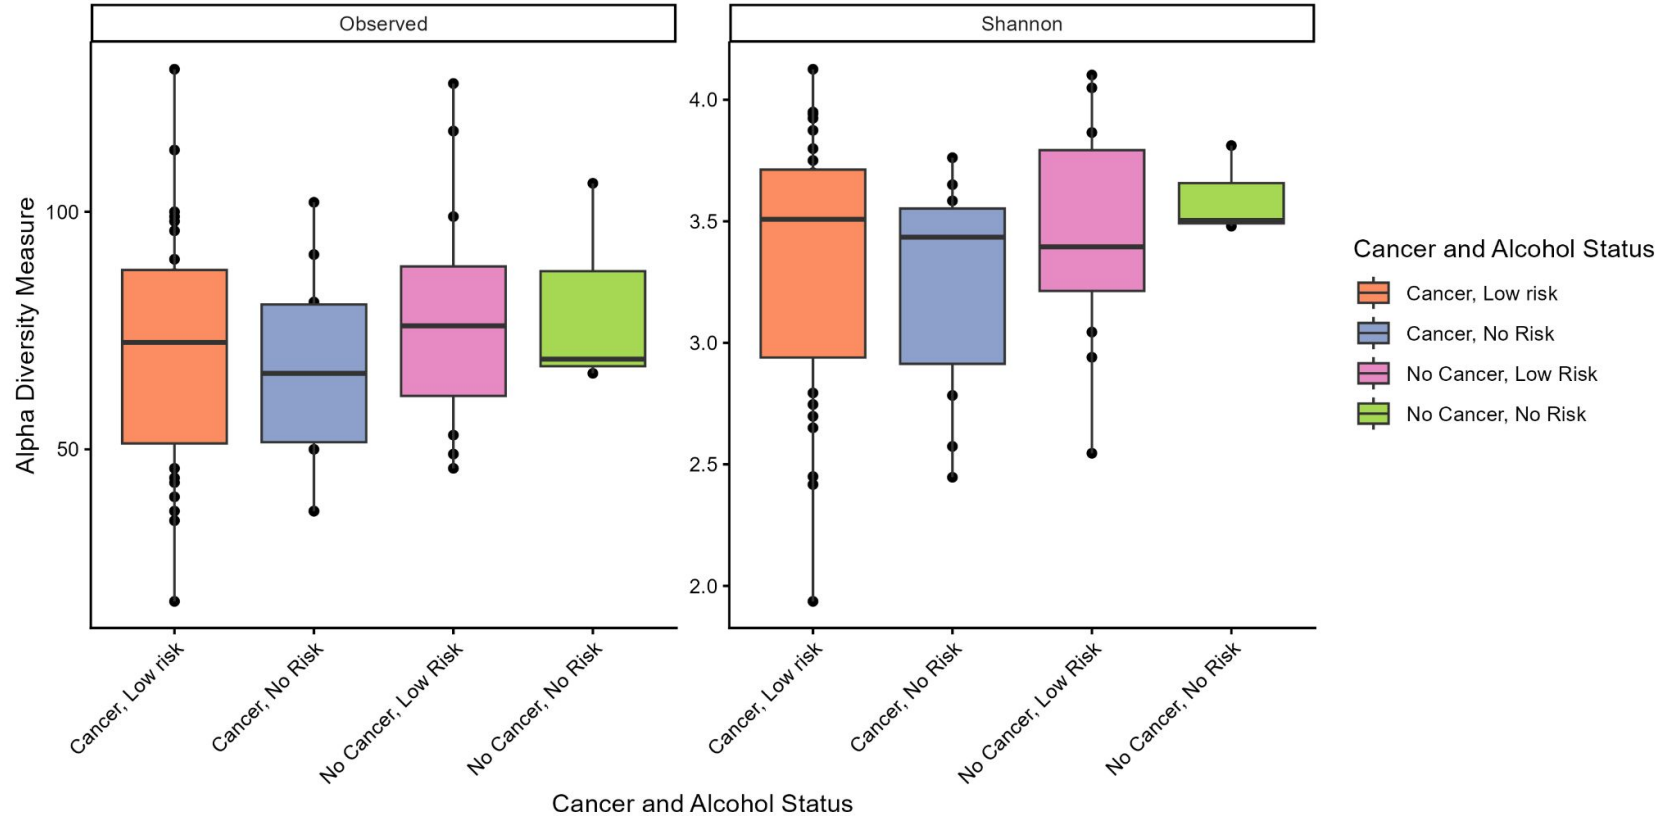 Observed
Shannon
Alpha Diversity Measure
100
50
4.0
3.5
3.0
2.5
2.0
Cancer, Low risk
Cancer, No Risk
No Cancer, Low Risk
No Cancer, No Risk
Cancer, Low risk
Cancer, No Risk
No Cancer, Low Risk
No Cancer, No Risk
Cancer and Alcohol Status
Cancer and Alcohol Status
Cancer, Low risk
Cancer, No Risk
No Cancer, Low Risk
No Cancer, No Risk